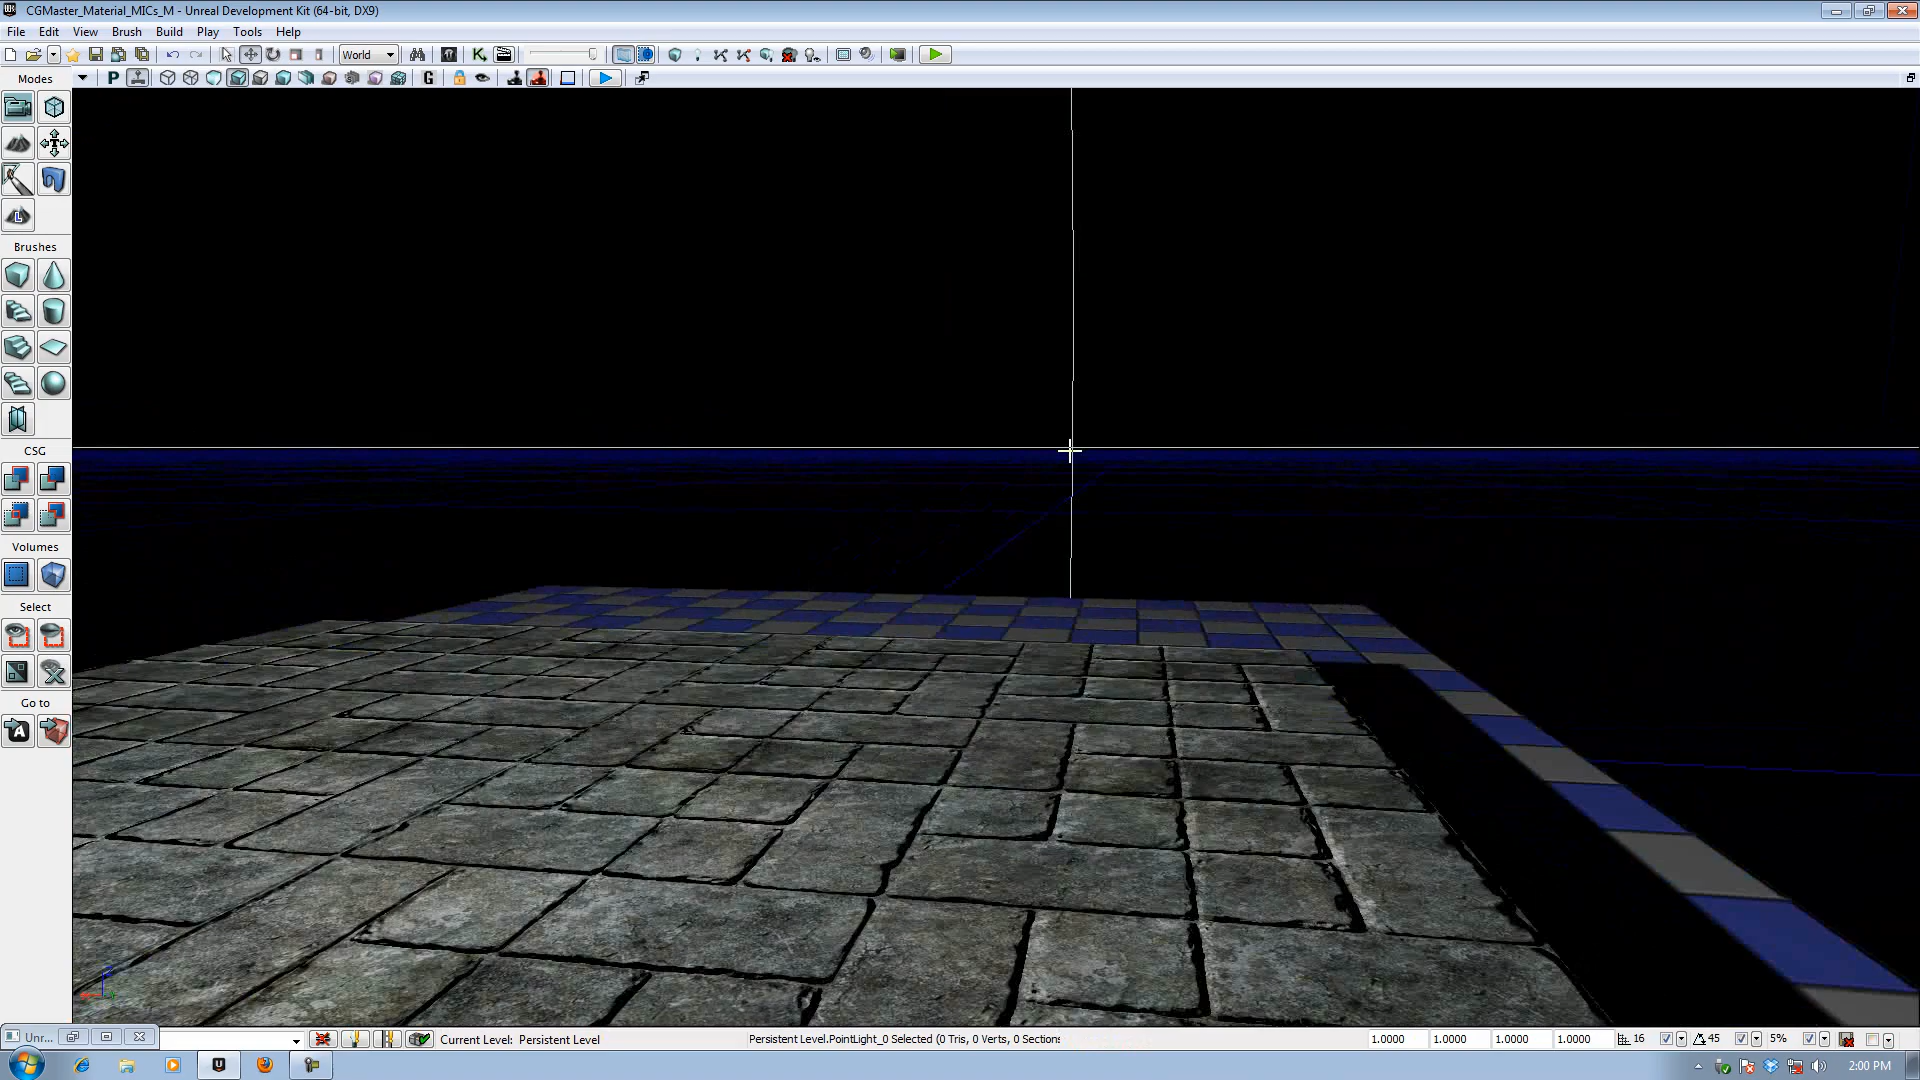 CGMaster_Material_MICs_M - Unreal Development Kit (64-bit, DX9)
File Edit View Brush Build Play Tools Help
World
Modes
P
G
Brushes
CSG
Volumes
Select
Go to
Unr...
Current Level: Persistent Level
Persistent Level.PointLight_0 Selected (0 Tris, 0 Verts, 0 Sections
1.0000 1.0000 1.0000 1.0000
16
45
5%
2:00 PM